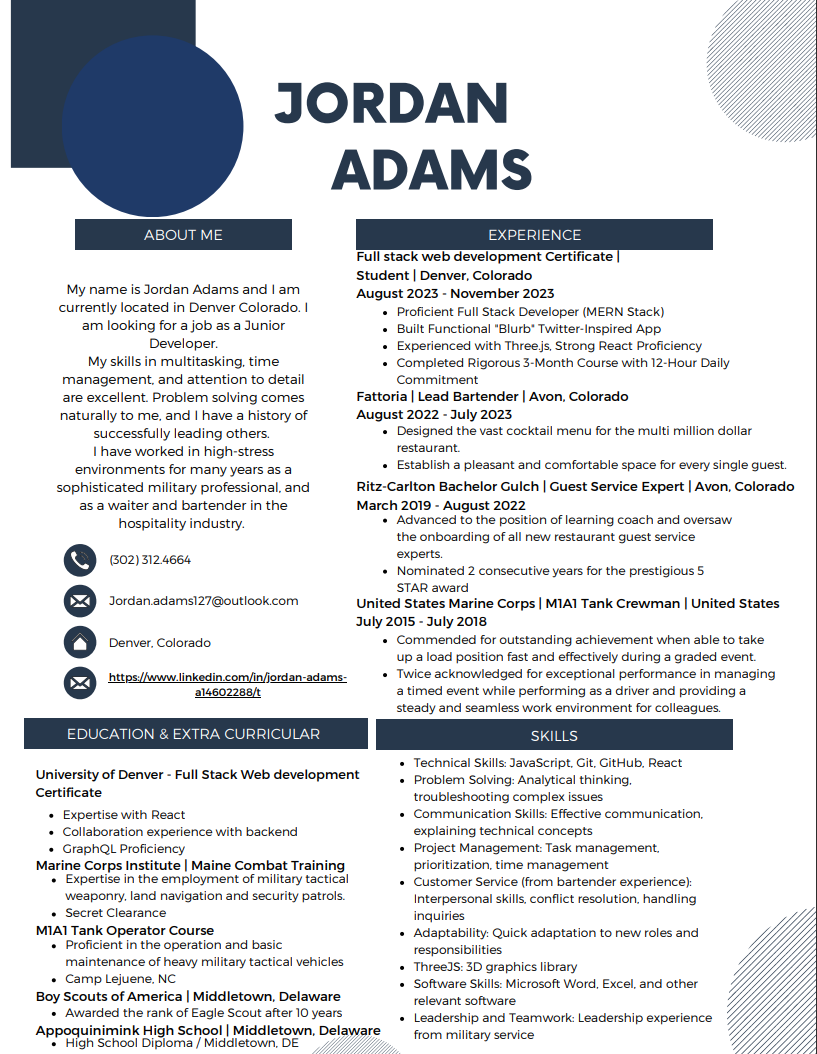 JORDAN
ADAMS
ABOUT ME
My name is Jordan Adams and I am
currently located in Denver Colorado. I
am looking for a job as a Junior
Developer.
My skills in multitasking, time
management, and attention to detail
are excellent. Problem solving comes
naturally to me, and I have a history of
successfully leading others.
I have worked in high-stress
environments for many years as a
sophisticated military professional, and
as a waiter and bartender in the
hospitality industry.
(302) 312.4664
Jordan.adams127@outlook.com
Denver, Colorado
https://www.linkedin.com/in/jordan-adams-
a14602288/t
EXPERIENCE
Full stack web development Certificate |
Student | Denver, Colorado
August 2023 - November 2023
• Proficient Full Stack Developer (MERN Stack)
• Built Functional "Blurb" Twitter-Inspired App
• Experienced with Three.js, Strong React Proficiency
• Completed Rigorous 3-Month Course with 12-Hour Daily
Commitment
Fattoria | Lead Bartender | Avon, Colorado
August 2022 - July 2023
• Designed the vast cocktail menu for the multi million dollar
restaurant.
• Establish a pleasant and comfortable space for every single guest.
Ritz-Carlton Bachelor Gulch | Guest Service Expert | Avon, Colorado
March 2019 - August 2022
• Advanced to the position of learning coach and oversaw
the onboarding of all new restaurant guest service
experts.
• Nominated 2 consecutive years for the prestigious 5
STAR award
United States Marine Corps | M1A1 Tank Crewman | United States
July 2015 - July 2018
• Commended for outstanding achievement when able to take
up a load position fast and effectively during a graded event.
• Twice acknowledged for exceptional performance in managing
a timed event while performing as a driver and providing a
steady and seamless work environment for colleagues.
EDUCATION & EXTRA CURRICULAR
University of Denver - Full Stack Web development
Certificate
• Expertise with React
• Collaboration experience with backend
• GraphQL Proficiency
Marine Corps Institute | Maine Combat Training
• Expertise in the employment of military tactical
weaponry, land navigation and security patrols.
• Secret Clearance
M1A1 Tank Operator Course
• Proficient in the operation and basic
maintenance of heavy military tactical vehicles
• Camp Lejuene, NC
Boy Scouts of America | Middletown, Delaware
• Awarded the rank of Eagle Scout after 10 years
Appoquinimink High School | Middletown, Delaware
• High School Diploma / Middletown, DE
SKILLS
• Technical Skills: JavaScript, Git, GitHub, React
• Problem Solving: Analytical thinking,
troubleshooting complex issues
• Communication Skills: Effective communication,
explaining technical concepts
• Project Management: Task management,
prioritization, time management
• Customer Service (from bartender experience):
Interpersonal skills, conflict resolution, handling
inquiries
• Adaptability: Quick adaptation to new roles and
responsibilities
• ThreeJS: 3D graphics library
• Software Skills: Microsoft Word, Excel, and other
relevant software
• Leadership and Teamwork: Leadership experience
from military service